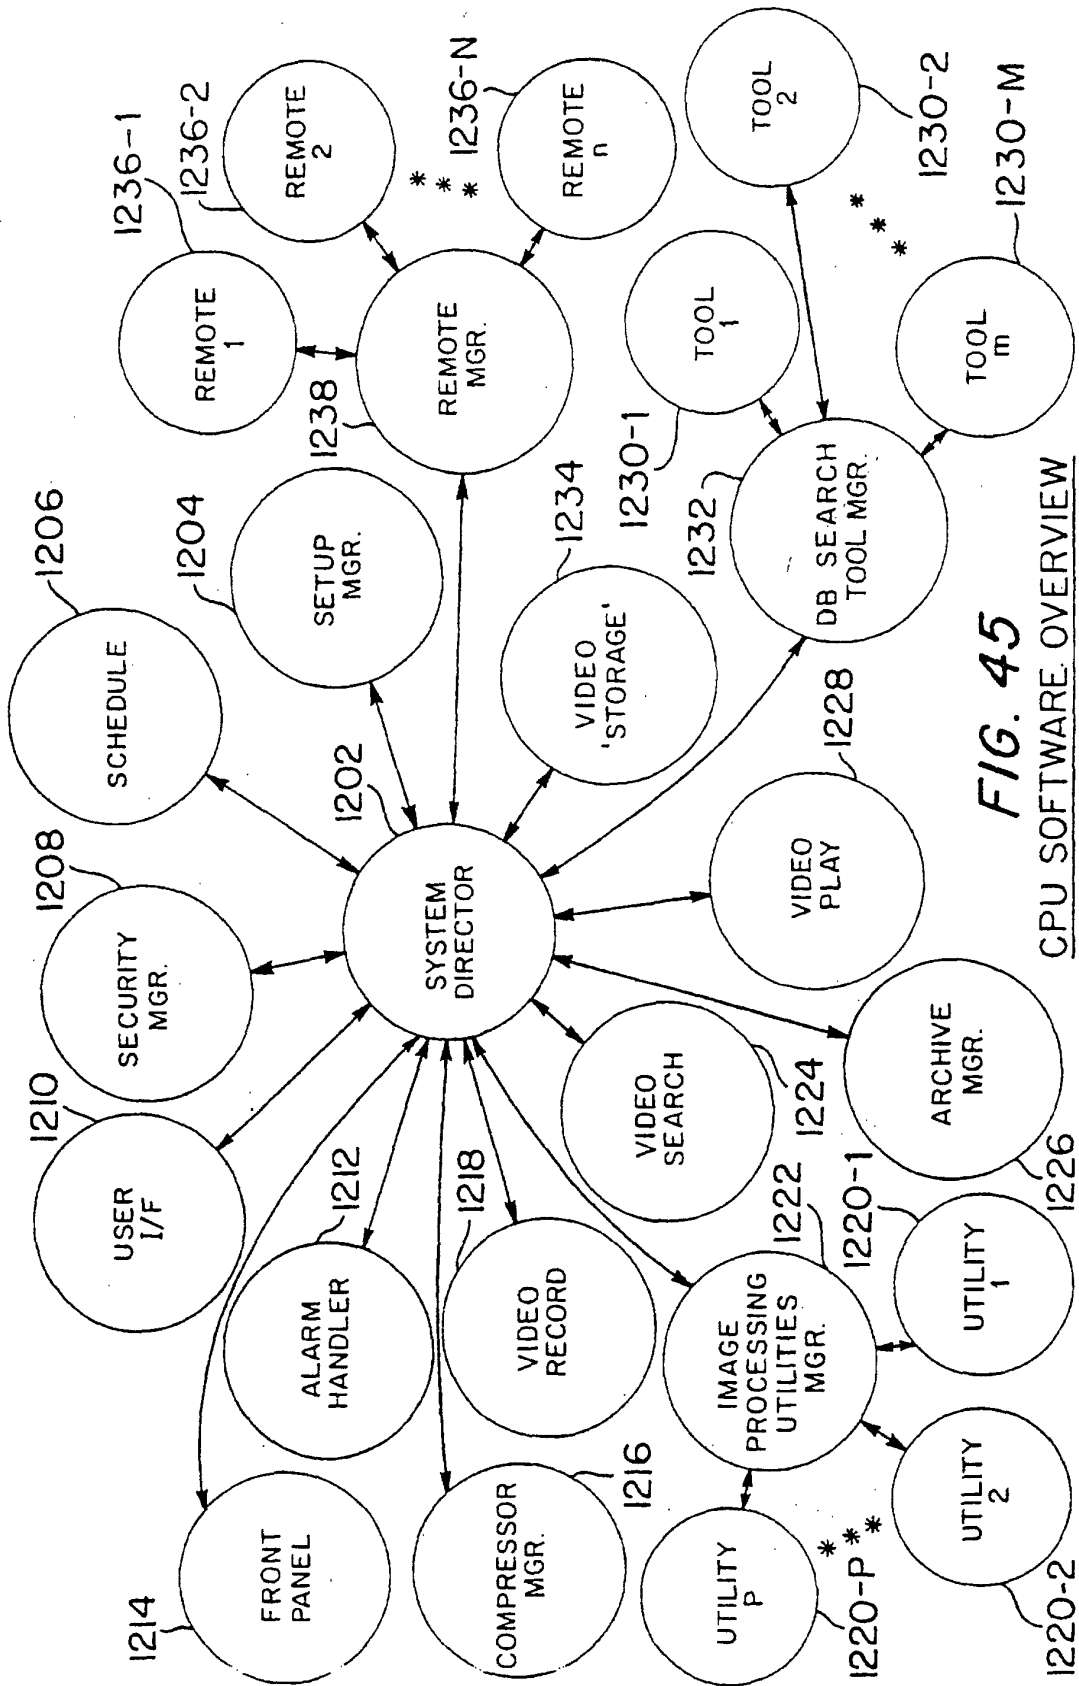 1214
FRONT
PANEL
1210
USER
I/F
1208
SECURITY
MGR.
1206
SCHEDULE
1204
SETUP
MGR.
1236-1
REMOTE
1
1236-2
REMOTE
2
* * *
1236-N
REMOTE
n
1238
REMOTE
MGR.
1212
ALARM
HANDLER
1202
SYSTEM
DIRECTOR
1216
COMPRESSOR
MGR.
1218
VIDEO
RECORD
1234
VIDEO
'STORAGE'
1230-1
TOOL
1
TOOL
2
1230-2
* * *
TOOL
m
1230-M
1232
DB SEARCH
TOOL MGR.
1224
VIDEO
SEARCH
1228
VIDEO
PLAY
1222
IMAGE
PROCESSING
UTILITIES
MGR.
UTILITY
P
1220-P
* * *
UTILITY
2
1220-2
1220-1
UTILITY
1
1226
ARCHIVE
MGR.
FIG. 45
CPU SOFTWARE OVERVIEW